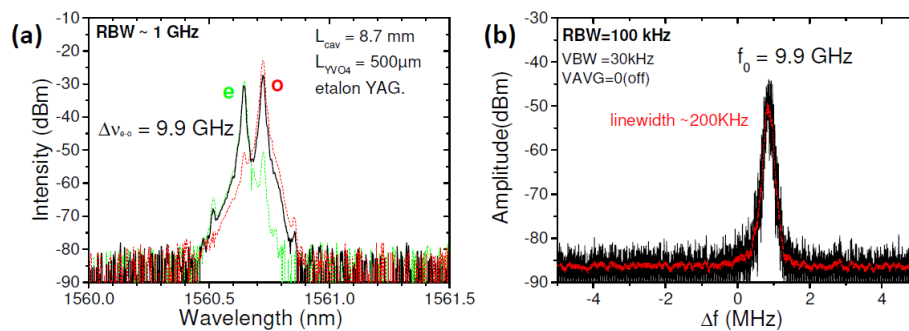 (a)
RBW ~ 1 GHz
L_cav = 8.7 mm
L_YVO4 = 500µm
etalon YAG.
e
o
Δν_e-o = 9.9 GHz
Intensity (dBm)
-10
-20
-30
-40
-50
-60
-70
-80
-90
1560.0
1560.5
1561.0
1561.5
Wavelength (nm)
(b)
RBW=100 kHz
VBW =30kHz
VAVG=0(off)
f₀ = 9.9 GHz
linewidth ~200KHz
Amplitude(dBm)
-30
-40
-50
-60
-70
-80
-90
-4
-2
0
2
4
Δf (MHz)